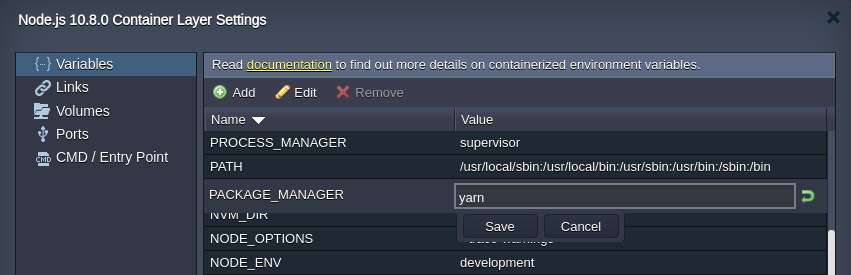 Node.js 10.8.0 Container Layer Settings
Variables
Links
Volumes
Ports
CMD CMD / Entry Point
Read documentation to find out more details on containerized environment variables.
Add Edit Remove
Name Value
PROCESS_MANAGER supervisor
PATH /usr/local/sbin:/usr/local/bin:/usr/sbin:/usr/bin:/sbin:/bin
PACKAGE_MANAGER yarn
NVM_DIR
Save Cancel
NODE_OPTIONS
NODE_ENV development